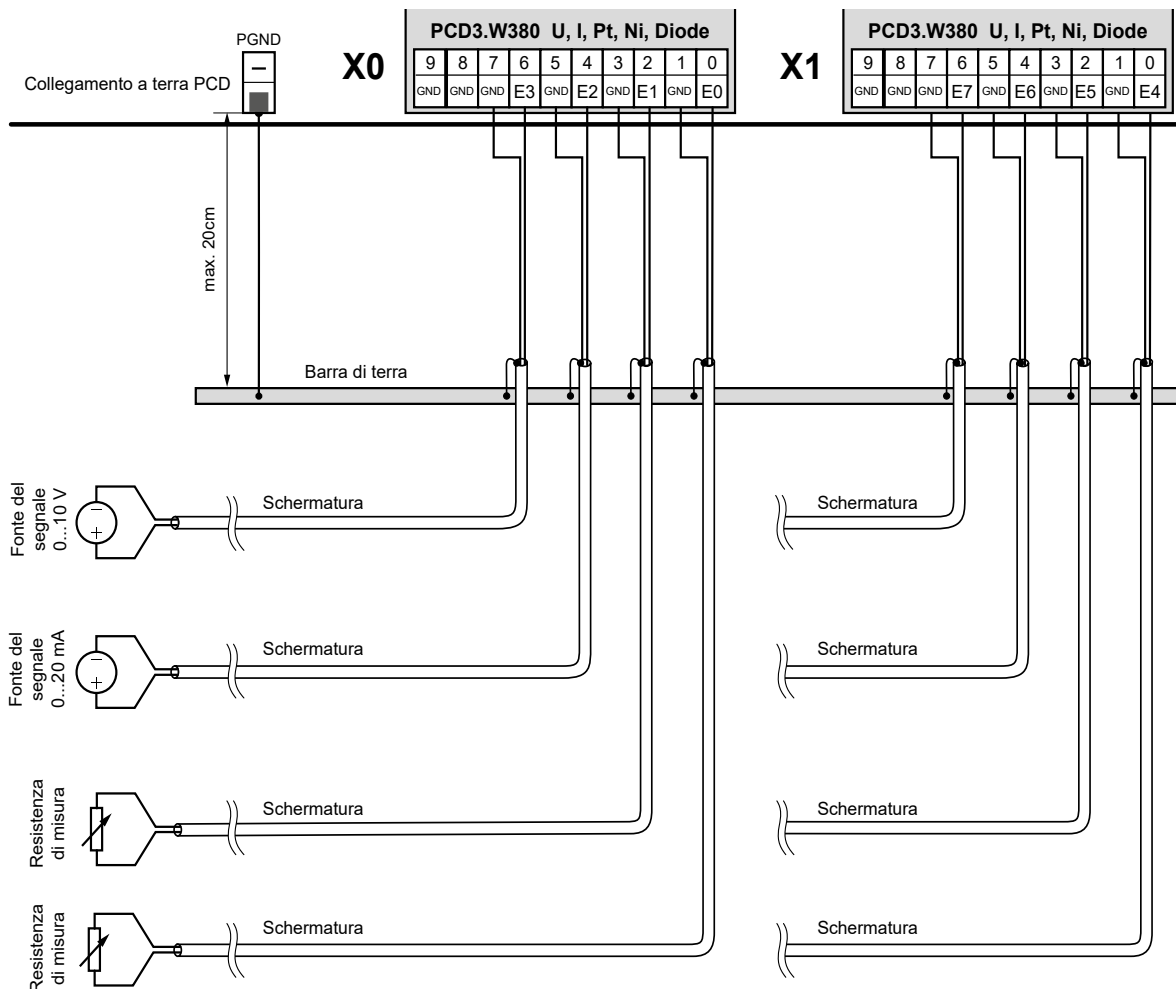 PGND
–
Collegamento a terra PCD
X0
PCD3.W380 U, I, Pt, Ni, Diode
9 8 7 6 5 4 3 2 1 0
GND GND GND E3 GND E2 GND E1 GND E0
X1
PCD3.W380 U, I, Pt, Ni, Diode
9 8 7 6 5 4 3 2 1 0
GND GND GND E7 GND E6 GND E5 GND E4
max. 20cm
Barra di terra
Fonte del
segnale
0...10 V
–
+
Schermatura
Schermatura
Fonte del
segnale
0...20 mA
–
+
Schermatura
Schermatura
Resistenza
di misura
Schermatura
Schermatura
Resistenza
di misura
Schermatura
Schermatura